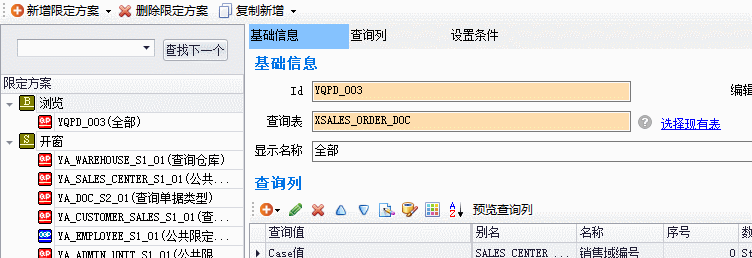 新增限定方案 删除限定方案 复制新增
查找下一个
限定方案
浏览
YQPD_003(全部)
开窗
YA_WAREHOUSE_S1_01(查询仓库)
YA_SALES_CENTER_S1_01(公共...
YA_DOC_S2_01(查询单据类型)
YA_CUSTOMER_SALES_S1_01(查...
YA_EMPLOYEE_S1_01(公共限定...
YA_ADMIN_UNIT_S1_01(公共限...
基础信息 查询列 设置条件
基础信息
Id YQPD_003 编辑
查询表 XSALES_ORDER_DOC 选择现有表
显示名称 全部
查询列
预览查询列
查询值 别名 名称 序号
Case值 SALES_CENTER_... 销售域编号 0